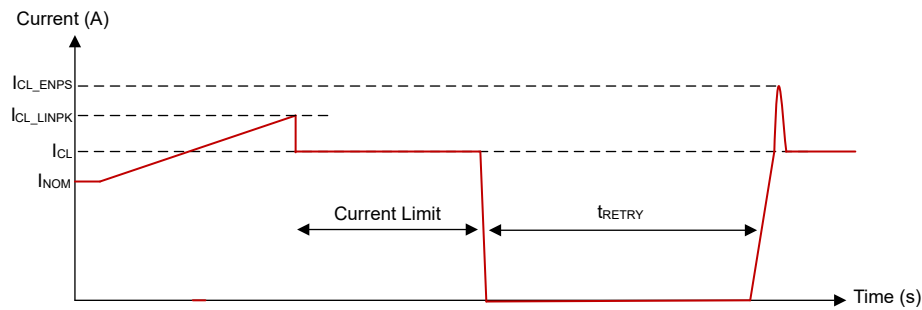 Current (A)
ICL_ENPS
ICL_LINPK
ICL
INOM
Current Limit
tRETRY
Time (s)